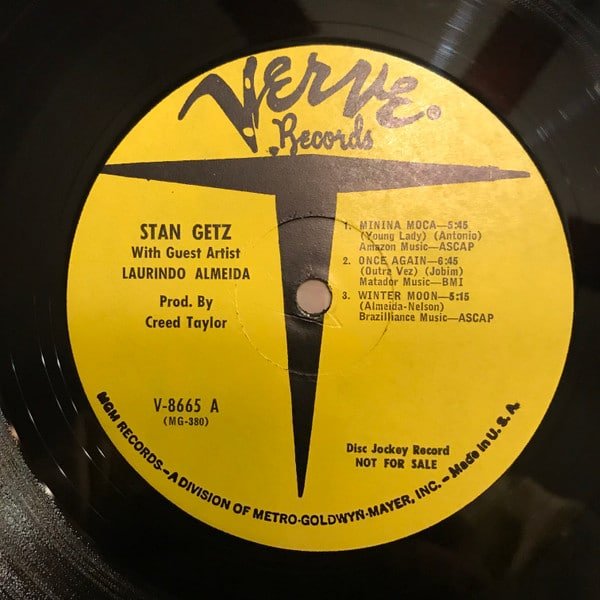 VERVE
Records
STAN GETZ
With Guest Artist
LAURINDO ALMEIDA
Prod. By
Creed Taylor
1. MININA MOCA—5:45
(Young Lady) (Antonio)
Amazon Music—ASCAP
2. ONCE AGAIN—6:45
(Outra Vez) (Jobim)
Matador Music—BMI
3. WINTER MOON—5:15
(Almeida-Nelson)
Brazilliance Music—ASCAP
V-8665 A
(MG-380)
Disc Jockey Record
NOT FOR SALE
MGM RECORDS—A DIVISION OF METRO-GOLDWYN-MAYER, INC.—Made in U. S. A.